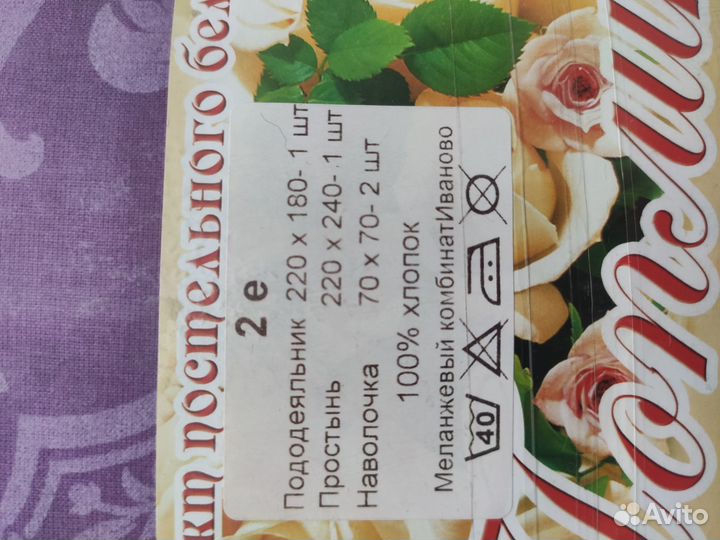 кт постельного бел
2 е
Пододеяльник 220 х 180- 1 шт
Простынь 220 х 240- 1 шт
Наволочка 70 х 70- 2 шт
100% хлопок
Меланжевый комбинатИваново
40
Avito